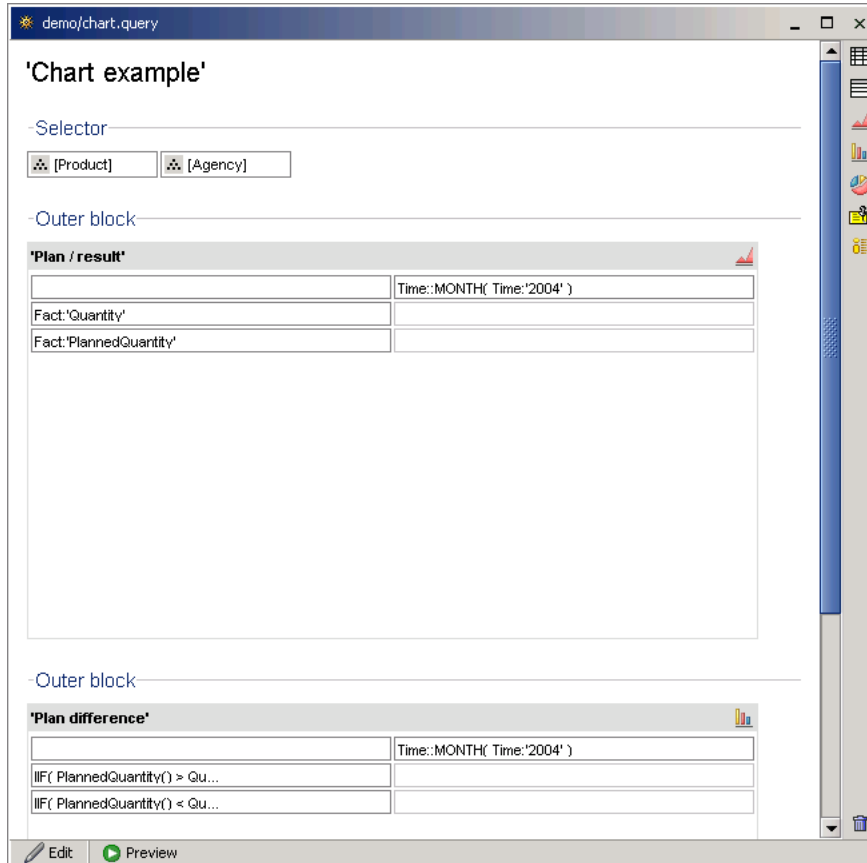 demo/chart.query
'Chart example'
Selector
[Product] [Agency]
Outer block
'Plan / result'
Time::MONTH( Time:'2004' )
Fact:'Quantity'
Fact:'PlannedQuantity'
Outer block
'Plan difference'
Time::MONTH( Time:'2004' )
IIF( PlannedQuantity() > Qu...
IIF( PlannedQuantity() < Qu...
Edit Preview